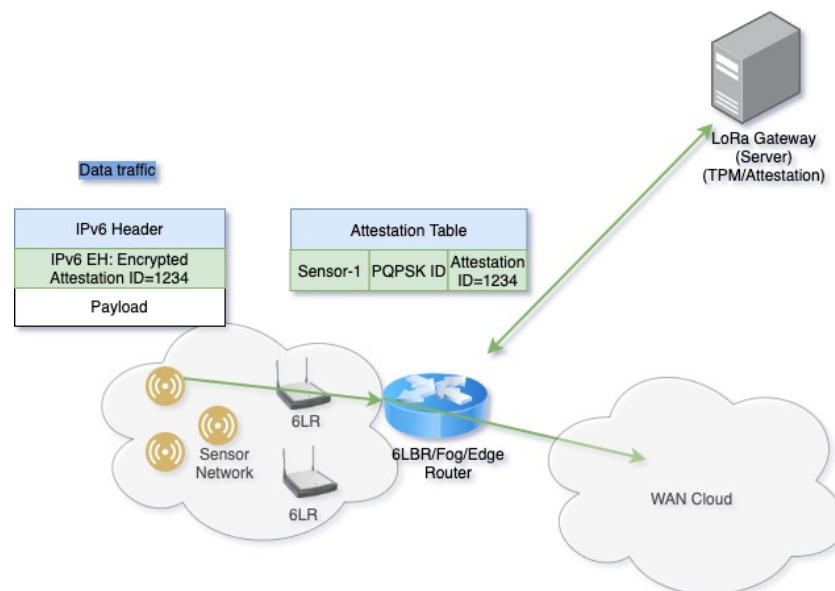 LoRa Gateway
(Server)
(TPM/Attestation)
Data traffic
IPv6 Header
IPv6 EH: Encrypted
Attestation ID=1234
Payload
Attestation Table
Sensor-1
PQPSK ID
Attestation
ID=1234
6LR
Sensor
Network
6LR
6LBR/Fog/Edge
Router
WAN Cloud